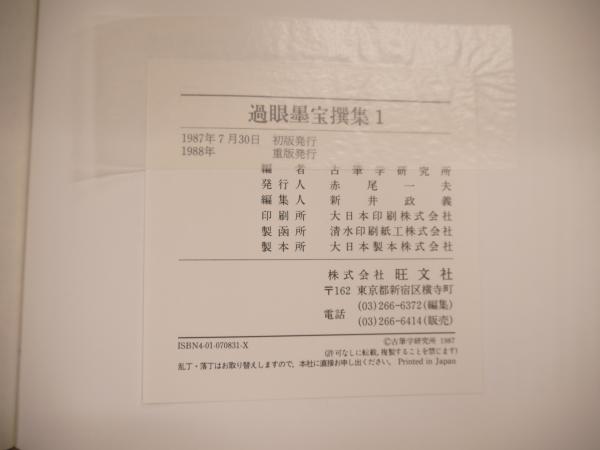 過眼墨宝撰集 1
1987年7月30日 初版発行
1988年 重版発行
編者 古筆学研究所
発行人 赤尾一夫
編集人 新井政義
印刷所 大日本印刷株式会社
製函所 清水印刷紙工株式会社
製本所 大日本製本株式会社
株式会社 旺文社
〒162 東京都新宿区横寺町
電話 (03)266-6372(編集)
(03)266-6414(販売)
ISBN4-01-070831-X
©古筆学研究所 1987
(許可なしに転載, 複製することを禁じます)
乱丁・落丁はお取り替えしますので, 本社に直接お申し出ください。 Printed in Japan